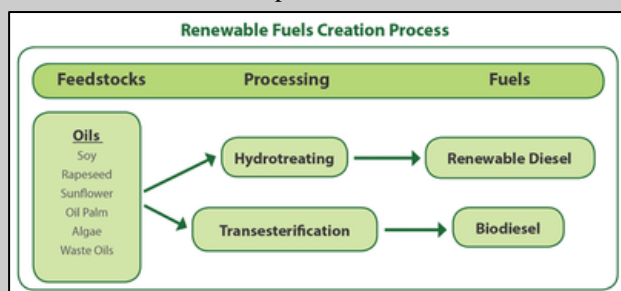 Renewable Fuels Creation Process
Feedstocks Processing Fuels
Oils
Soy
Rapeseed
Sunflower
Oil Palm
Algae
Waste Oils
Hydrotreating
Renewable Diesel
Transesterification
Biodiesel